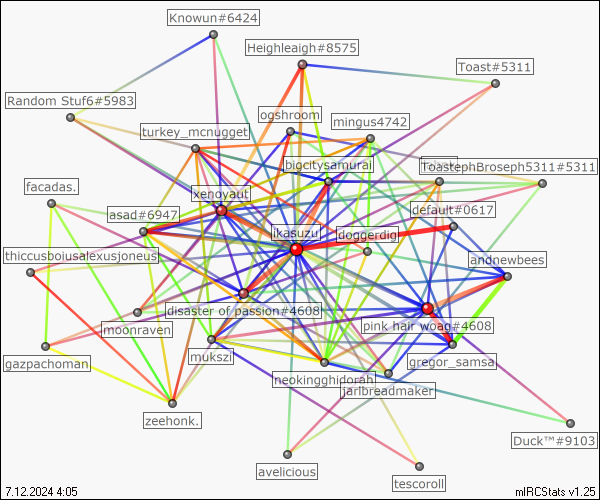 Knowun#6424
Heighleaigh#8575
Toast#5311
Random Stuf6#5983
ogshroom
mingus4742
turkey_mcnugget
bigcitysamurai
ToastephBroseph5311#5311
facadas.
xenoyaut
asad#6947
default#0617
ikasuzu
doggerdig
thiccusboiusalexusjoneus
andnewbees
disaster of passion#4608
moonraven
pink hair woag#4608
mukszi
gregor_samsa
gazpachoman
neokingghidorah
jarlbreadmaker
zeehonk.
Duck™#9103
avelicious
tescoroll
7.12.2024 4:05
mIRCStats v1.25